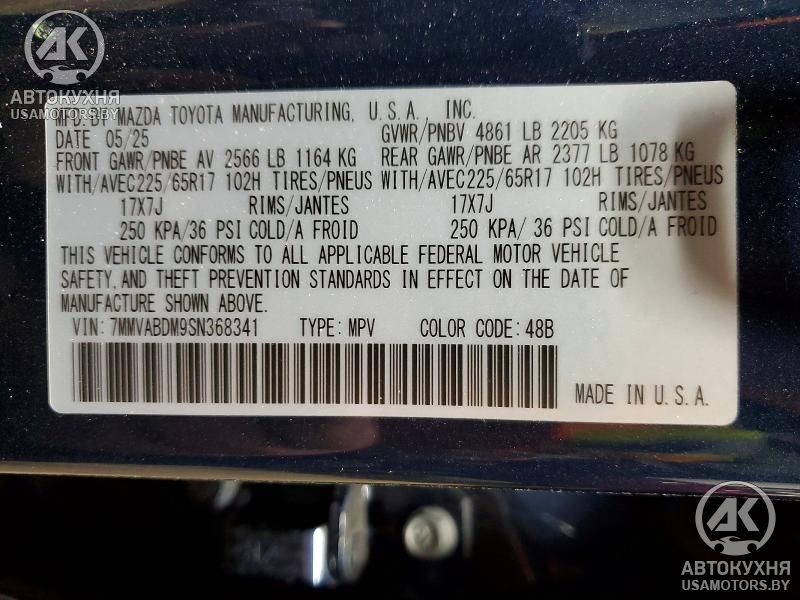 AK
АВТОКУХНЯ
USAMOTORS.BY
MFD. BY MAZDA TOYOTA MANUFACTURING, U.S.A., INC.
DATE 05/25 GVWR/PNBV 4861 LB 2205 KG
FRONT GAWR/PNBE AV 2566 LB 1164 KG REAR GAWR/PNBE AR 2377 LB 1078 KG
WITH/AVEC225/65R17 102H TIRES/PNEUS WITH/AVEC225/65R17 102H TIRES/PNEUS
17X7J RIMS/JANTES 17X7J RIMS/JANTES
250 KPA/36 PSI COLD/A FROID 250 KPA/ 36 PSI COLD/A FROID
THIS VEHICLE CONFORMS TO ALL APPLICABLE FEDERAL MOTOR VEHICLE
SAFETY, AND THEFT PREVENTION STANDARDS IN EFFECT ON THE DATE OF
MANUFACTURE SHOWN ABOVE.
VIN: 7MMVABDM9SN368341 TYPE: MPV COLOR CODE: 48B
MADE IN U.S.A.
AK
АВТОКУХНЯ
USAMOTORS.BY